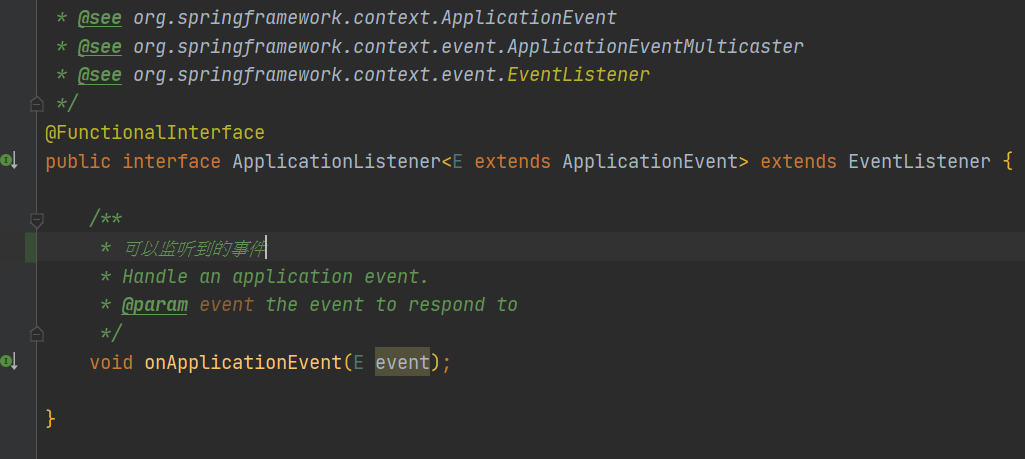 * @see org.springframework.context.ApplicationEvent
* @see org.springframework.context.event.ApplicationEventMulticaster
* @see org.springframework.context.event.EventListener
*/
@FunctionalInterface
public interface ApplicationListener<E extends ApplicationEvent> extends EventListener {
/**
* 可以监听到的事件
* Handle an application event.
* @param event the event to respond to
*/
void onApplicationEvent(E event);
}